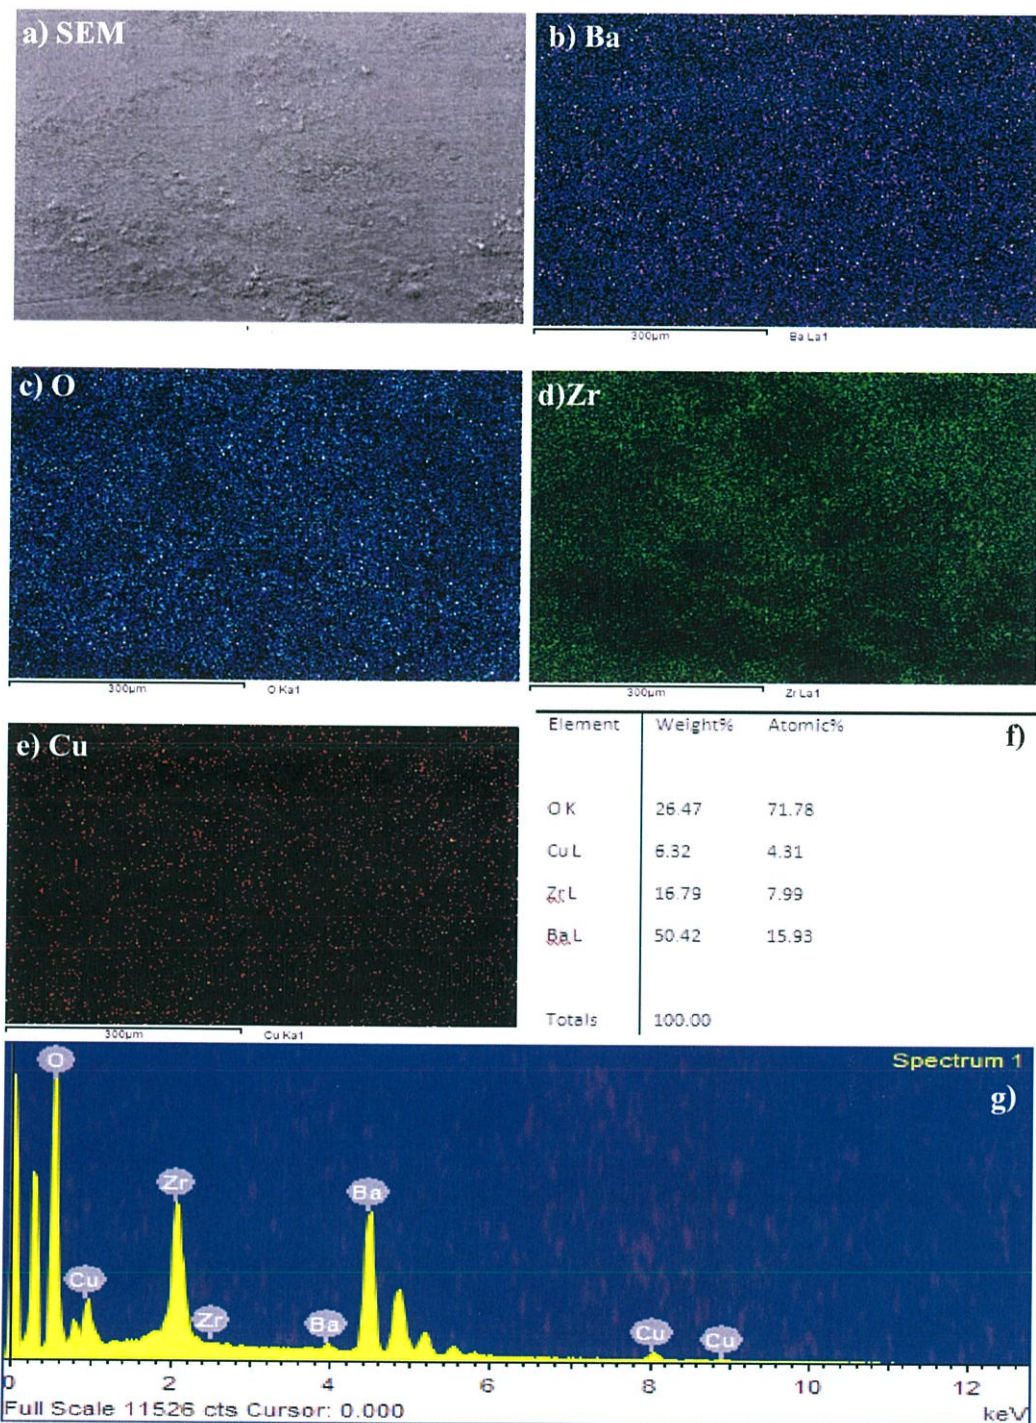 a) SEM
b) Ba
300µm
Ba La1
c) O
d)Zr
300µm
O Ka1
300µm
Zr La1
e) Cu
300µm
Cu Ka1
f)
Element Weight% Atomic%
O K 26.47 71.78
Cu L 6.32 4.31
Zr L 16.79 7.99
Ba L 50.42 15.93
Totals 100.00
Spectrum 1
g)
O
Cu
Zr
Zr
Ba
Ba
Cu
Cu
0 2 4 6 8 10 12
Full Scale 11526 cts Cursor: 0.000
keV